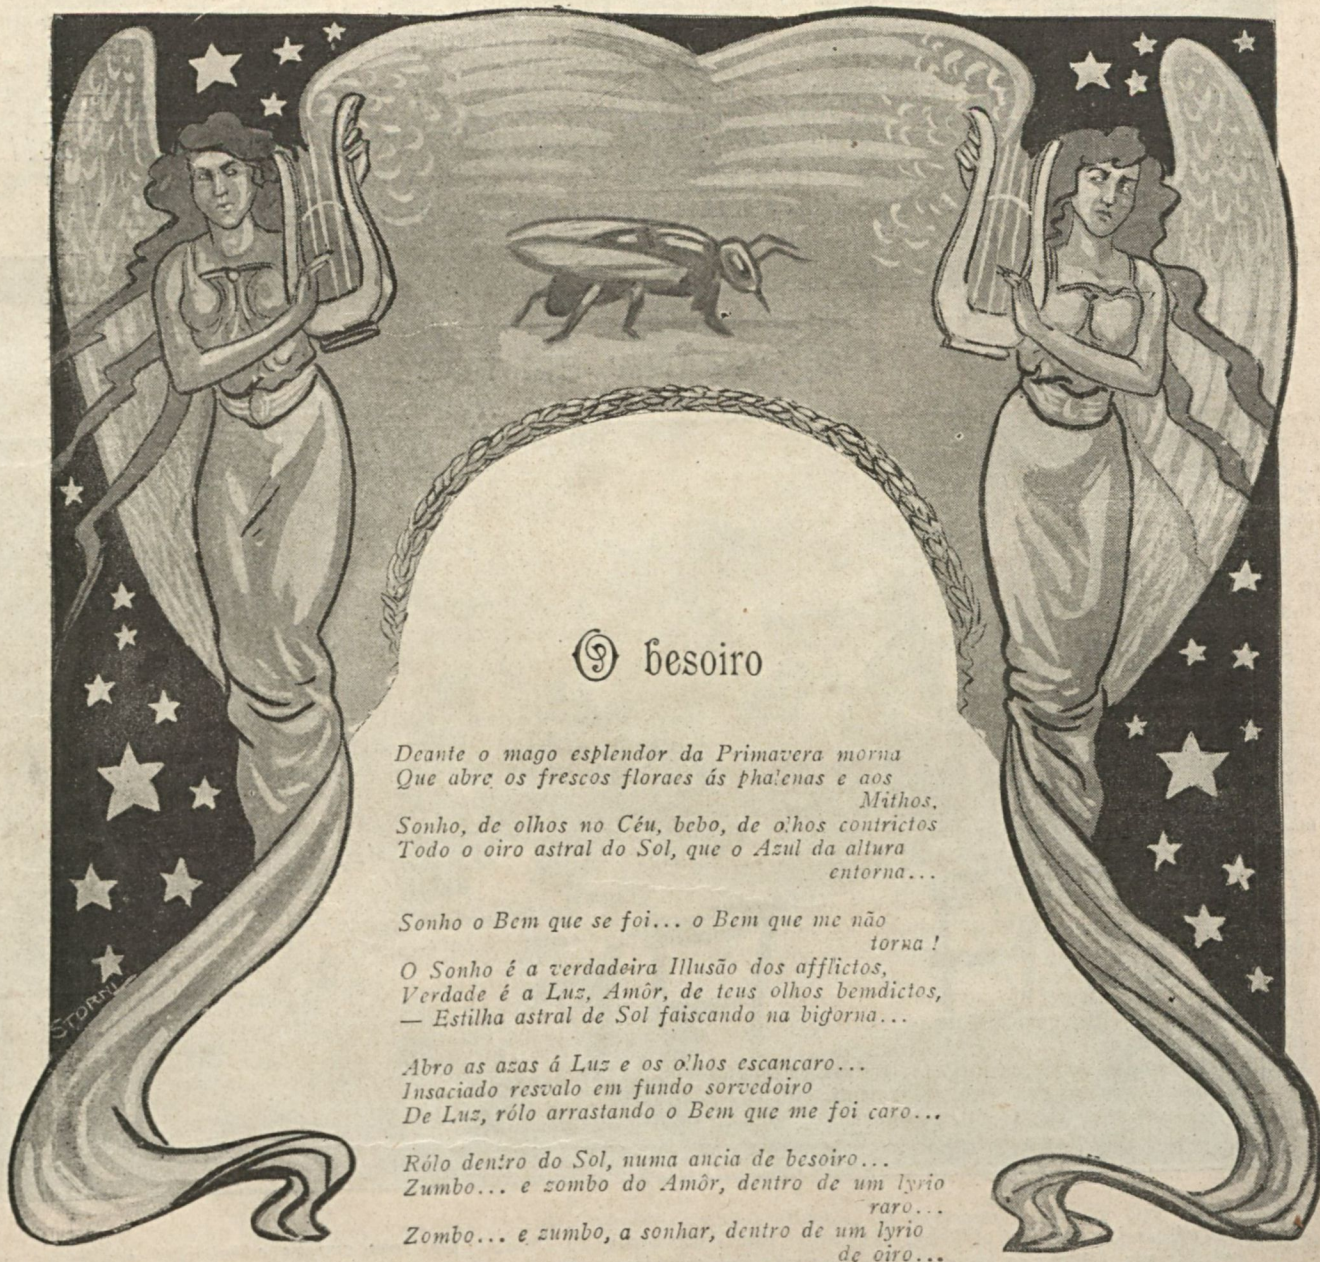 O besoiro
Deante o mago esplendor da Primavera morna
Que abre os frescos floraes ás phalenas e aos
Mithos,
Sonho, de olhos no Céu, bebo, de olhos contrictos
Todo o oiro astral do Sol, que o Azul da altura
entorna...
Sonho o Bem que se foi... o Bem que me não
torna !
O Sonho é a verdadeira Illusão dos afflictos,
Verdade é a Luz, Amôr, de teus olhos bemdictos,
— Estilha astral de Sol faiscando na bigorna...
Abro as azas á Luz e os olhos escancaro...
Insaciado resvalo em fundo sorvedoiro
De Luz, rólo arrastando o Bem que me foi caro...
Rólo dentro do Sol, numa ancia de besoiro...
Zumbo... e zombo do Amôr, dentro de um lyrio
raro...
Zombo... e zumbo, a sonhar, dentro de um lyrio
de oiro...
STORNI